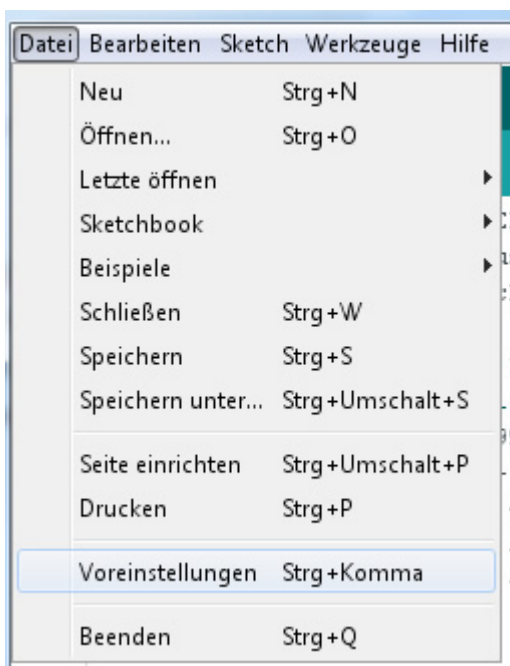 Datei Bearbeiten Sketch Werkzeuge Hilfe
Neu Strg+N
Öffnen... Strg+O
Letzte öffnen
Sketchbook
Beispiele
Schließen Strg+W
Speichern Strg+S
Speichern unter... Strg+Umschalt+S
Seite einrichten Strg+Umschalt+P
Drucken Strg+P
Voreinstellungen Strg+Komma
Beenden Strg+Q